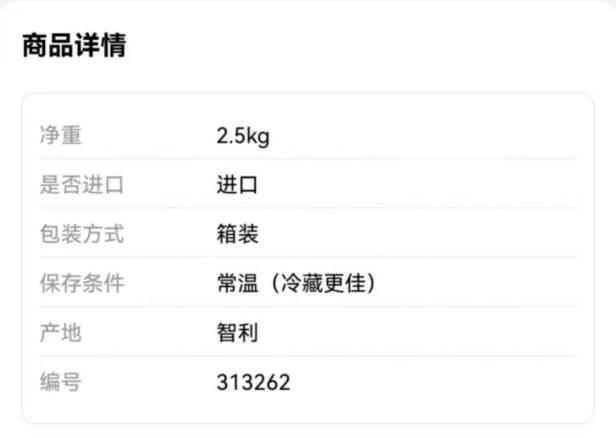 商品详情
净重 2.5kg
是否进口 进口
包装方式 箱装
保存条件 常温（冷藏更佳）
产地 智利
编号 313262